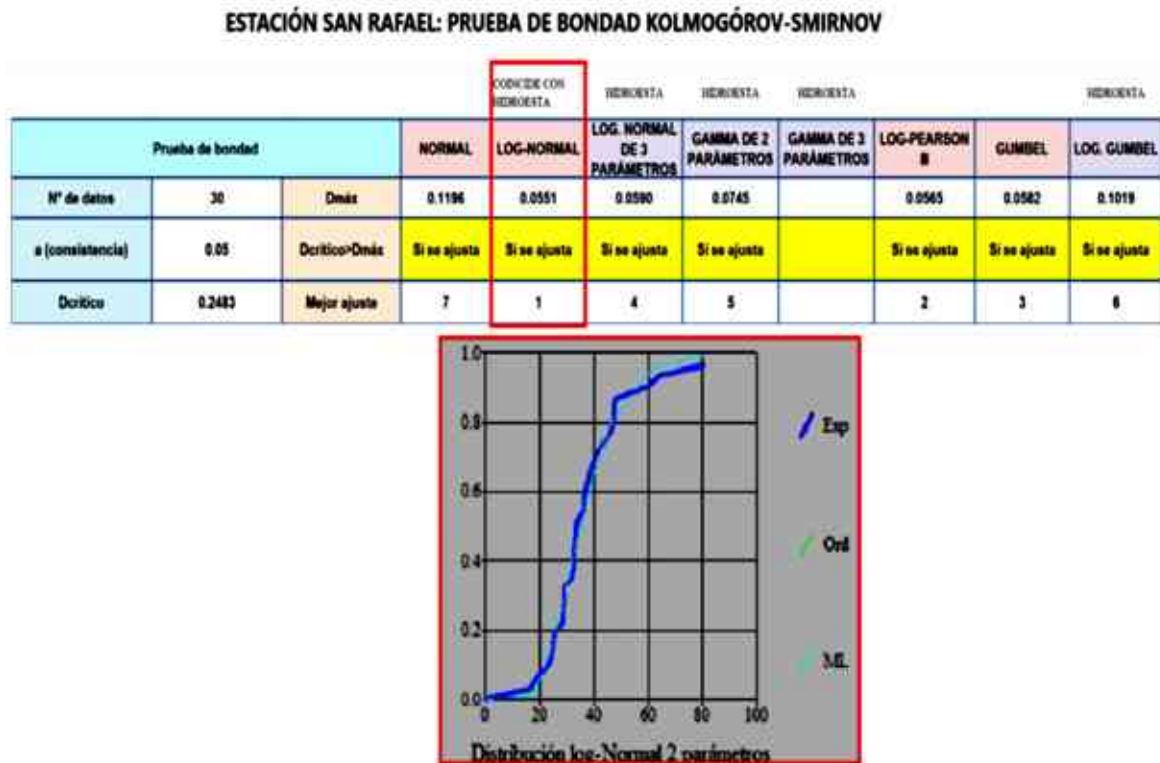 ESTACIÓN SAN RAFAEL: PRUEBA DE BONDAD KOLMOGÓROV-SMIRNOV
COINCIDE CON HIDROESTA HIDROESTA HIDROESTA HIDROESTA HIDROESTA
Prueba de bondad NORMAL LOG-NORMAL LOG. NORMAL DE 3 PARÁMETROS GAMMA DE 2 PARÁMETROS GAMMA DE 3 PARÁMETROS LOG-PEARSON GUMBEL LOG. GUMBEL
N° de datos 30 Dmáx 0.1196 0.0551 0.0590 0.0745 0.0565 0.0582 0.1019
a (consistencia) 0.05 Dcritico>Dmáx Si se ajusta Si se ajusta Si se ajusta Si se ajusta Si se ajusta Si se ajusta Si se ajusta
Dcritico 0.2483 Mejor ajuste 7 1 4 5 2 3 6
1.0
0.8
0.6
0.4
0.2
0.0
0 20 40 60 80 100
Exp
Ord
ML
Distribución log-Normal 2 parámetros